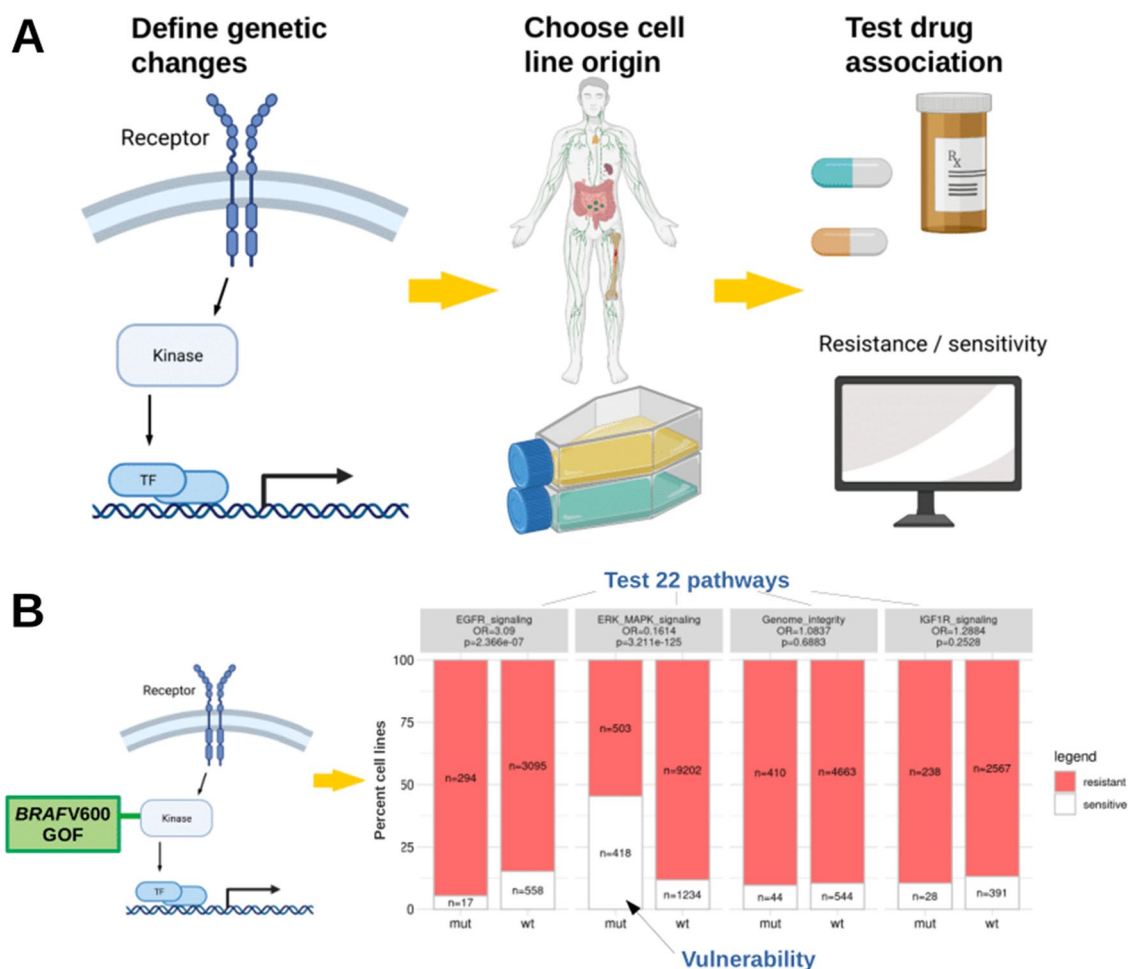 A
Define genetic
changes
Choose cell
line origin
Test drug
association
Receptor
Kinase
TF
Rx
Resistance / sensitivity
B
Test 22 pathways
EGFR_signaling
OR=3.09
p=2.366e-07
ERK_MAPK_signaling
OR=0.1614
p=3.211e-125
Genome_integrity
OR=1.0837
p=0.6883
IGF1R_signaling
OR=1.2884
p=0.2528
Receptor
BRAFV600
GOF
Kinase
TF
Percent cell lines
100
75
50
25
0
n=294
n=17
n=3095
n=558
n=503
n=418
n=9202
n=1234
n=410
n=44
n=4663
n=544
n=238
n=28
n=2567
n=391
mut
wt
mut
wt
mut
wt
mut
wt
legend
resistant
sensitive
Vulnerability